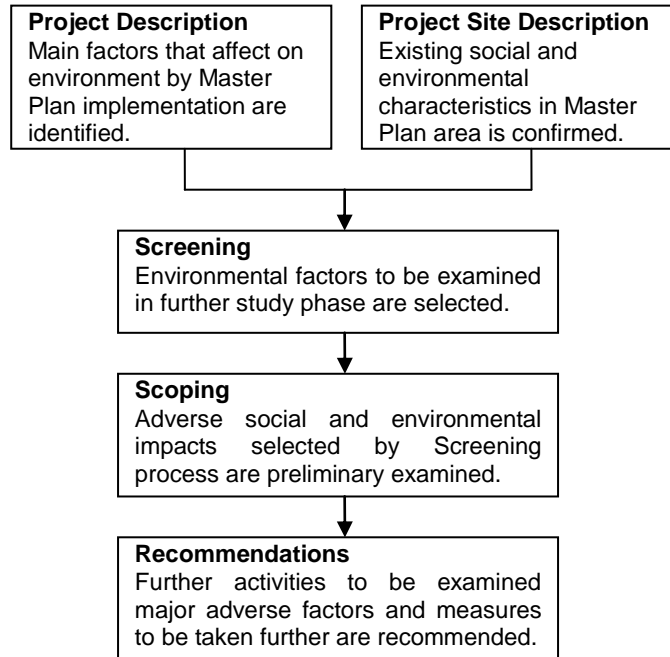 Project Description
Main factors that affect on
environment by Master
Plan implementation are
identified.
Project Site Description
Existing social and
environmental
characteristics in Master
Plan area is confirmed.
Screening
Environmental factors to be examined
in further study phase are selected.
Scoping
Adverse social and environmental
impacts selected by Screening
process are preliminary examined.
Recommendations
Further activities to be examined
major adverse factors and measures
to be taken further are recommended.